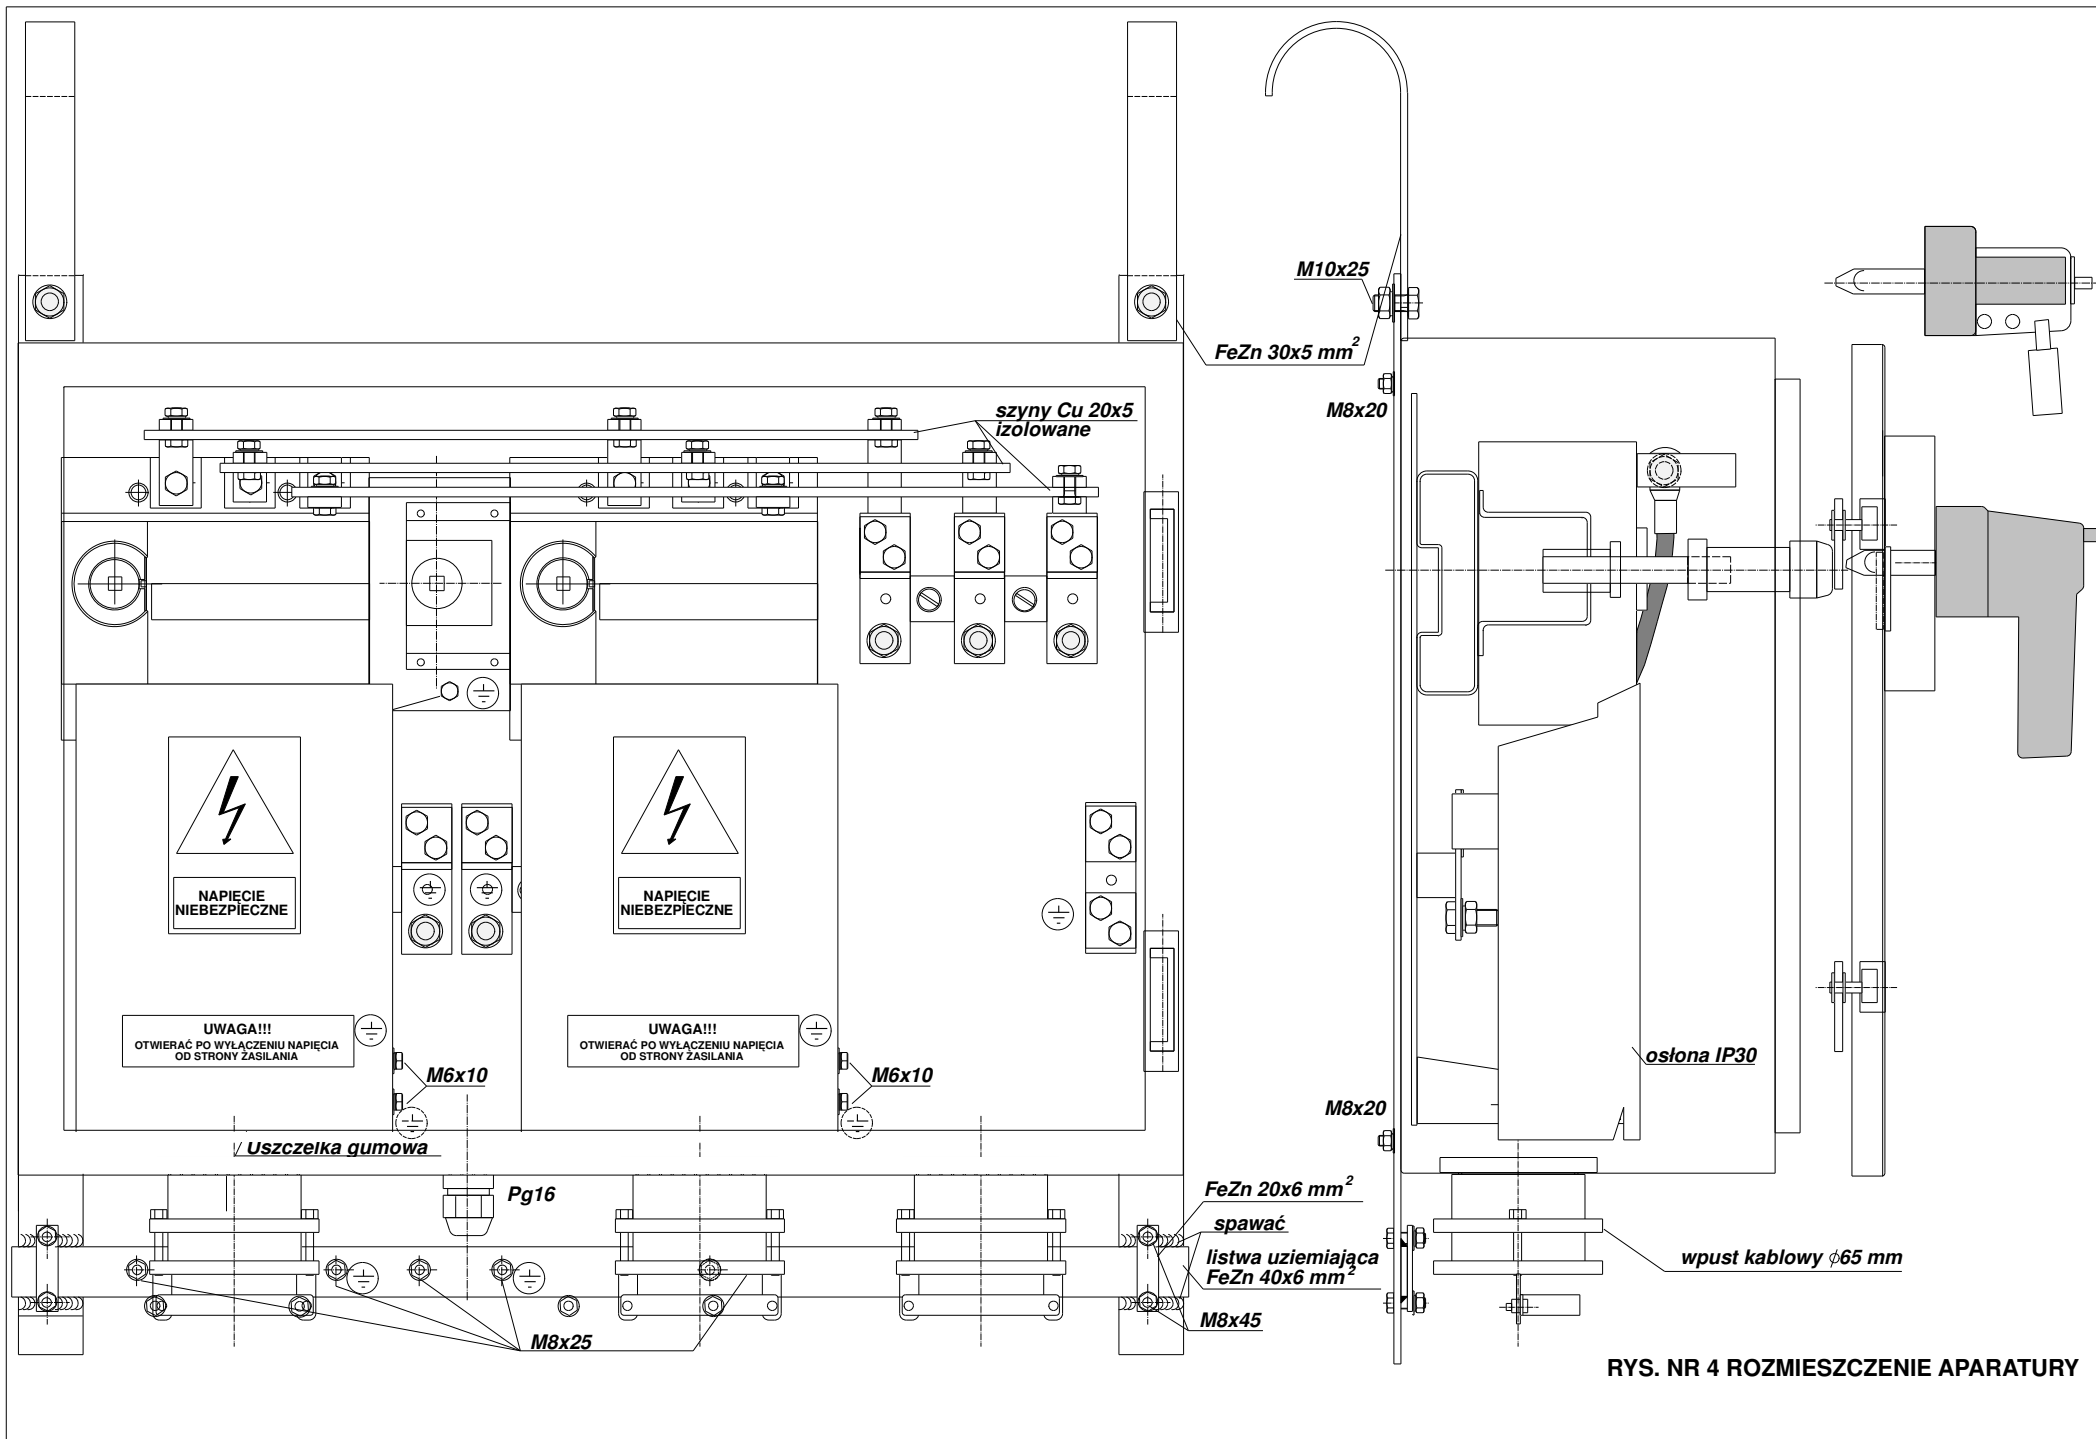 M10x25
FeZn 30x5 mm²
M8x20
szyny Cu 20x5
izolowane
NAPIĘCIE
NIEBEZPIECZNE
NAPIĘCIE
NIEBEZPIECZNE
UWAGA!!!
OTWIERAĆ PO WYŁĄCZENIU NAPIĘCIA
OD STRONY ZASILANIA
UWAGA!!!
OTWIERAĆ PO WYŁĄCZENIU NAPIĘCIA
OD STRONY ZASILANIA
M6x10
M6x10
osłona IP30
M8x20
Uszczelka gumowa
Pg16
FeZn 20x6 mm²
spawać
listwa uziemiająca
FeZn 40x6 mm²
wpust kablowy ϕ65 mm
M8x45
M8x25
RYS. NR 4 ROZMIESZCZENIE APARATURY